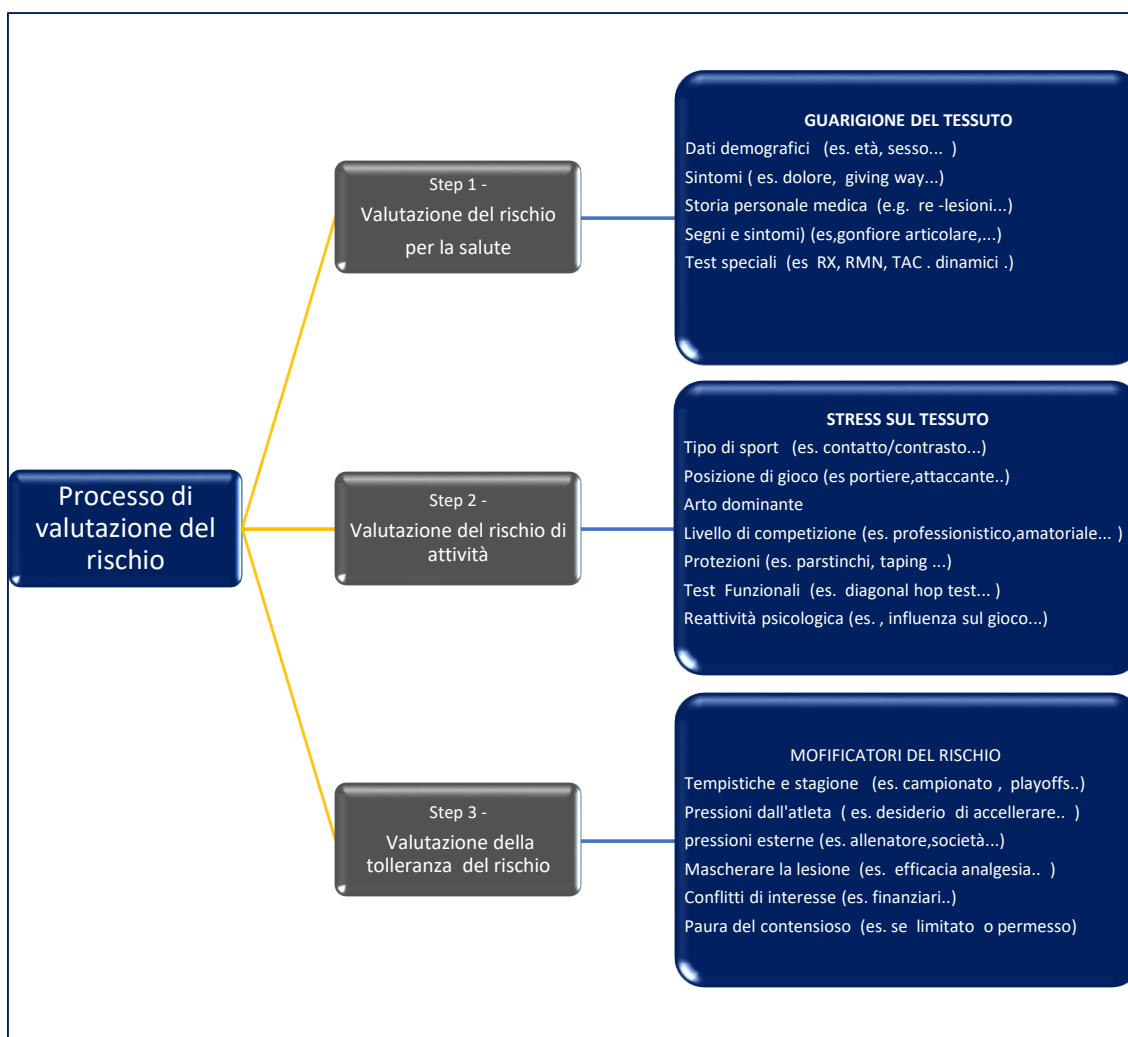 Processo di
valutazione del
rischio
Step 1 -
Valutazione del rischio
per la salute
GUARIGIONE DEL TESSUTO
Dati demografici (es. età, sesso... )
Sintomi ( es. dolore, giving way...)
Storia personale medica (e.g. re -lesioni...)
Segni e sintomi) (es,gonfiore articolare,...)
Test speciali (es RX, RMN, TAC . dinamici .)
Step 2 -
Valutazione del rischio di
attività
STRESS SUL TESSUTO
Tipo di sport (es. contatto/contrasto...)
Posizione di gioco (es portiere,attaccante..)
Arto dominante
Livello di competizione (es. professionistico,amatoriale... )
Protezioni (es. parstinchi, taping ...)
Test Funzionali (es. diagonal hop test... )
Reattività psicologica (es. , influenza sul gioco...)
Step 3 -
Valutazione della
tolleranza del rischio
MOFIFICATORI DEL RISCHIO
Tempistiche e stagione (es. campionato , playoffs..)
Pressioni dall'atleta ( es. desiderio di accellerare.. )
pressioni esterne (es. allenatore,società...)
Mascherare la lesione (es. efficacia analgesia.. )
Conflitti di interesse (es. finanziari..)
Paura del contensioso (es. se limitato o permesso)